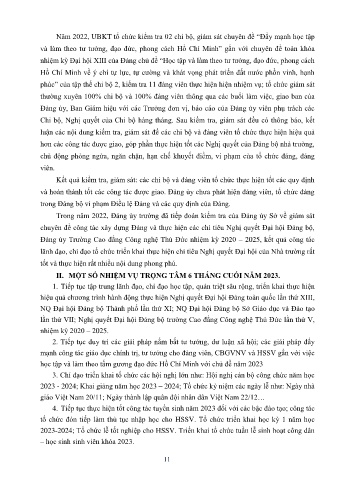 Năm 2022, UBKT tổ chức kiểm tra 02 chi bộ, giám sát chuyên đề "Đẩy mạnh học tập
và làm theo tư tưởng, đạo đức, phong cách Hồ Chí Minh" gắn với chuyên đề toàn khóa
nhiệm kỳ Đại hội XIII của Đảng chủ đề "Học tập và làm theo tư tưởng, đạo đức, phong cách
Hồ Chí Minh về ý chí tự lực, tự cường và khát vọng phát triển đất nước phồn vinh, hạnh
phúc" của tập thể chi bộ 2, kiểm tra 11 đảng viên thực hiện nhiệm vụ; tổ chức giám sát
thường xuyên 100% chi bộ và 100% đảng viên thông qua các buổi làm việc, giao ban của
Đảng ủy, Ban Giám hiệu với các Trưởng đơn vị, báo cáo của Đảng ủy viên phụ trách các
Chi bộ, Nghị quyết của Chi bộ hàng tháng. Sau kiểm tra, giám sát đều có thông báo, kết
luận các nội dung kiểm tra, giám sát để các chi bộ và đảng viên tổ chức thực hiện hiệu quả
hơn các công tác được giao, góp phần thực hiện tốt các Nghị quyết của Đảng bộ nhà trường,
chủ động phòng ngừa, ngăn chặn, hạn chế khuyết điểm, vi phạm của tổ chức đảng, đảng
viên.
Kết quả kiểm tra, giám sát: các chi bộ và đảng viên tổ chức thực hiện tốt các quy định
và hoàn thành tốt các công tác được giao. Đảng ủy chưa phát hiện đảng viên, tổ chức đảng
trong Đảng bộ vi phạm Điều lệ Đảng và các quy định của Đảng.
Trong năm 2022, Đảng ủy trường đã tiếp đoàn kiểm tra của Đảng ủy Sở về giám sát
chuyên đề công tác xây dựng Đảng và thực hiện các chỉ tiêu Nghị quyết Đại hội Đảng bộ,
Đảng ủy Trường Cao đẳng Công nghệ Thủ Đức nhiệm kỳ 2020 – 2025, kết quả công tác
lãnh đạo, chỉ đạo tổ chức triển khai thực hiện chỉ tiêu Nghị quyết Đại hội của Nhà trường rất
tốt và thực hiện rất nhiều nội dung phong phú.
II. MỘT SỐ NHIỆM VỤ TRỌNG TÂM 6 THÁNG CUỐI NĂM 2023.
1. Tiếp tục tập trung lãnh đạo, chỉ đạo học tập, quán triệt sâu rộng, triển khai thực hiện
hiệu quả chương trình hành động thực hiện Nghị quyết Đại hội Đảng toàn quốc lần thứ XIII,
NQ Đại hội Đảng bộ Thành phố lần thứ XI; NQ Đại hội Đảng bộ Sở Giáo dục và Đào tạo
lần thứ VII; Nghị quyết Đại hội Đảng bộ trường Cao đẳng Công nghệ Thủ Đức lần thứ V,
nhiệm kỳ 2020 – 2025.
2. Tiếp tục duy trì các giải pháp nắm bắt tư tưởng, dư luận xã hội; các giải pháp đẩy
mạnh công tác giáo dục chính trị, tư tưởng cho đảng viên, CBGVNV và HSSV gắn với việc
học tập và làm theo tấm gương đạo đức Hồ Chí Minh với chủ đề năm 2023
3. Chỉ đạo triển khai tổ chức các hội nghị lớn như: Hội nghị cán bộ công chức năm học
2023 - 2024; Khai giảng năm học 2023 – 2024; Tổ chức kỷ niệm các ngày lễ như: Ngày nhà
giáo Việt Nam 20/11; Ngày thành lập quân đội nhân dân Việt Nam 22/12…
4. Tiếp tục thực hiện tốt công tác tuyển sinh năm 2023 đối với các bậc đào tạo; công tác
tổ chức đón tiếp làm thủ tục nhập học cho HSSV. Tổ chức triển khai học kỳ 1 năm học
2023-2024; Tổ chức lễ tốt nghiệp cho HSSV. Triển khai tổ chức tuần lễ sinh hoạt công dân
– học sinh sinh viên khóa 2023.
11